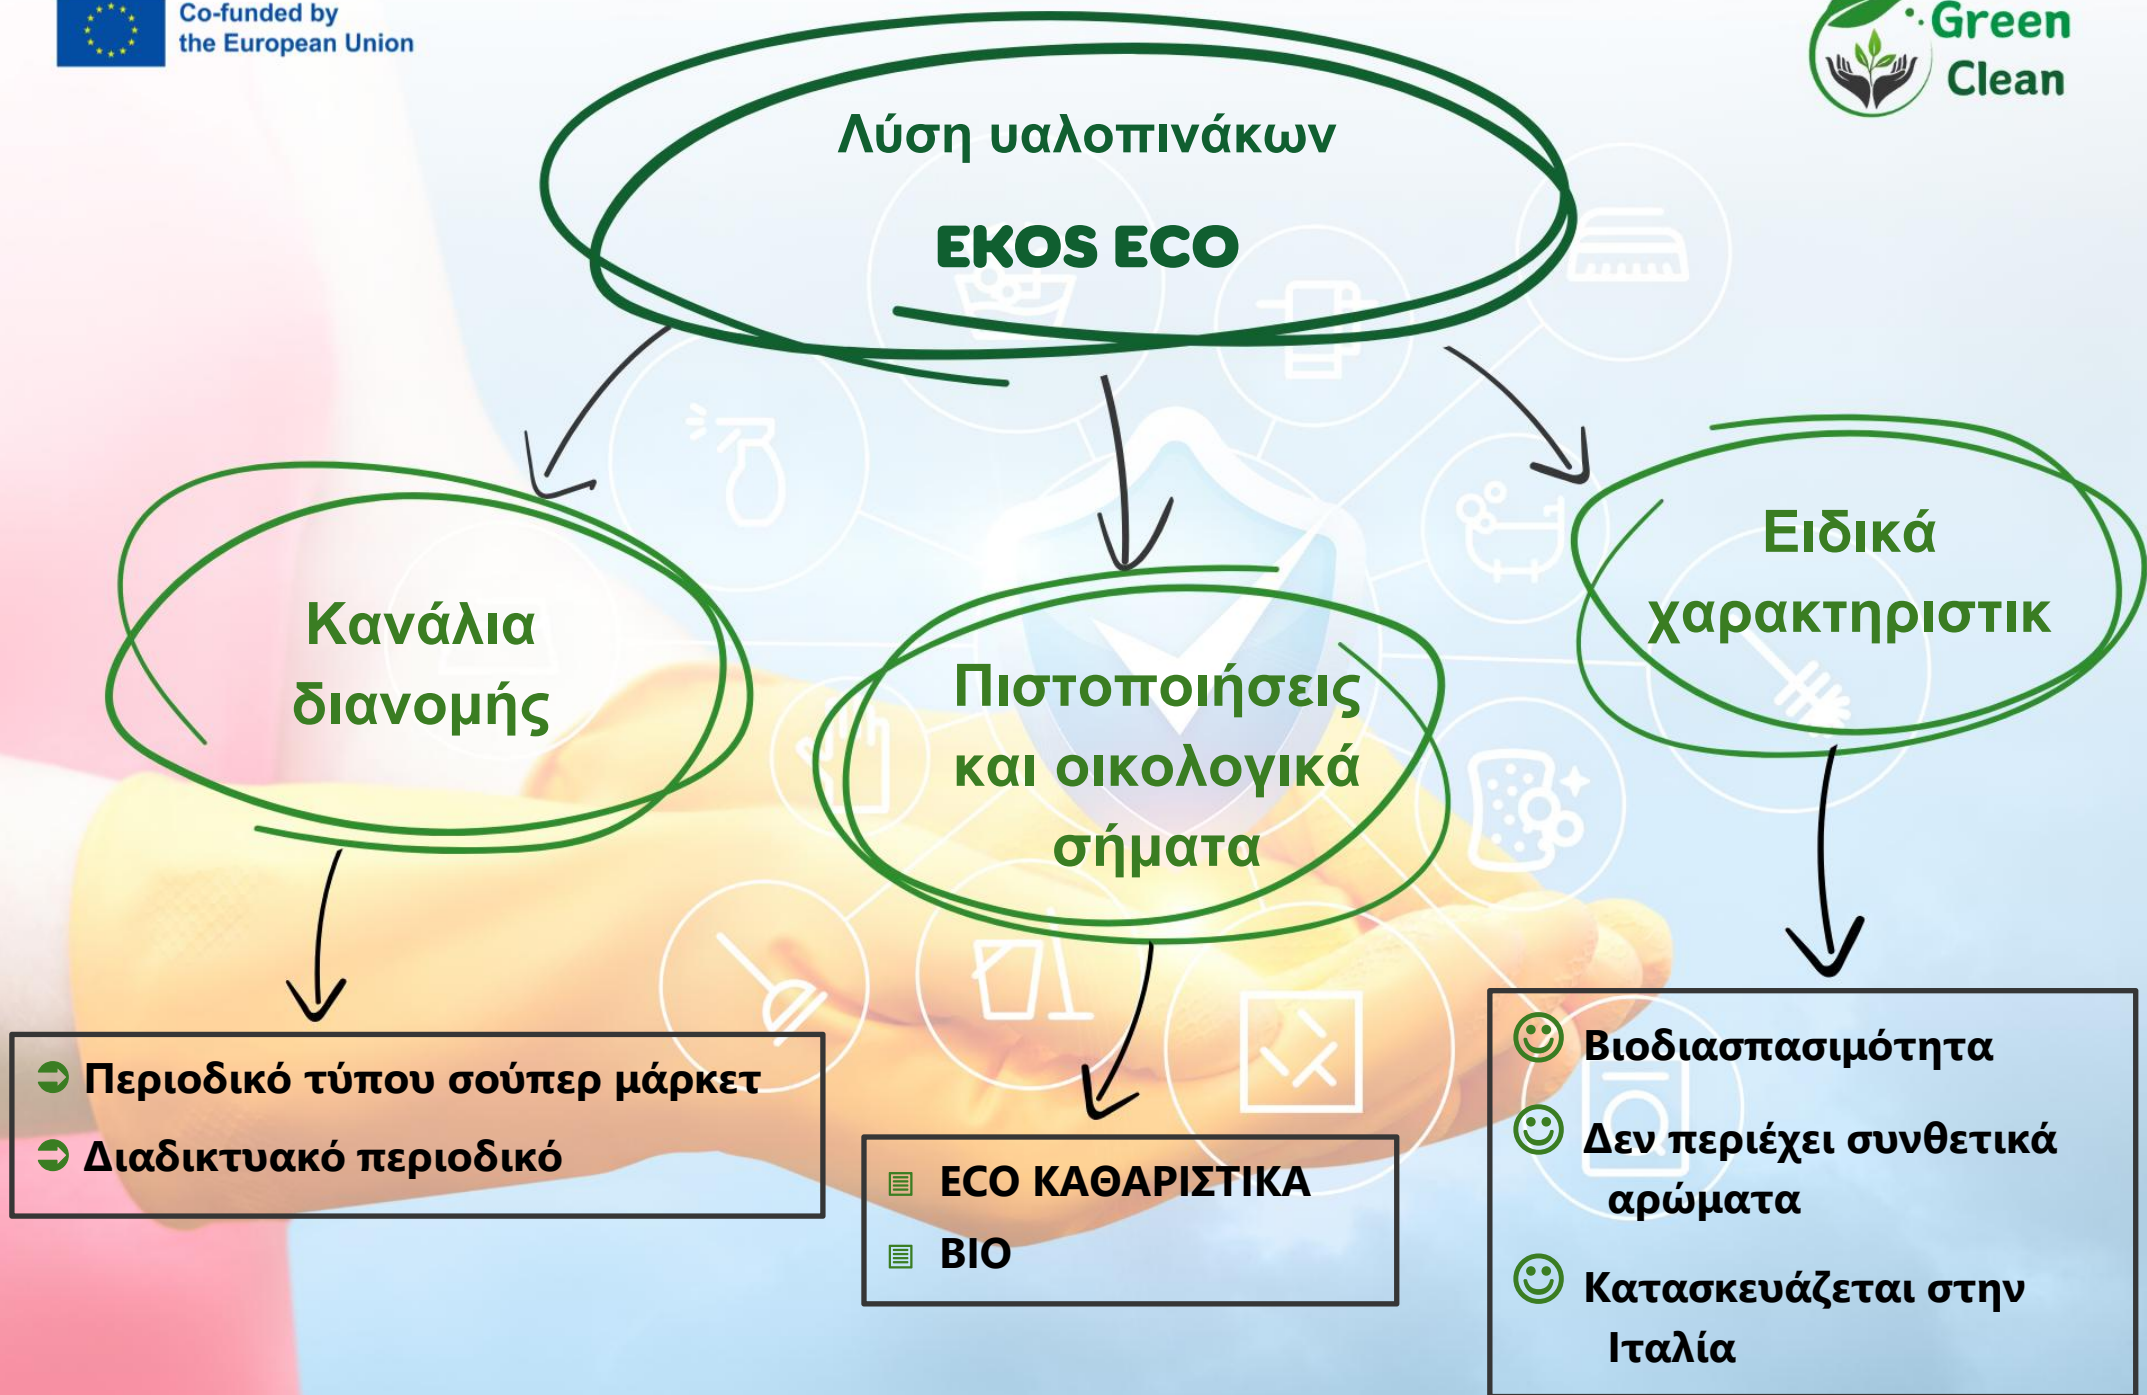 Co-funded by
the European Union
Green
Clean
Λύση υαλοπινάκων
EKOS ECO
Κανάλια
διανομής
Πιστοποιήσεις
και οικολογικά
σήματα
Ειδικά
χαρακτηριστικ
Περιοδικό τύπου σούπερ μάρκετ
Διαδικτυακό περιοδικό
ECO ΚΑΘΑΡΙΣΤΙΚΑ
BIO
Βιοδιασπασιμότητα
Δεν περιέχει συνθετικά
αρώματα
Κατασκευάζεται στην
Ιταλία